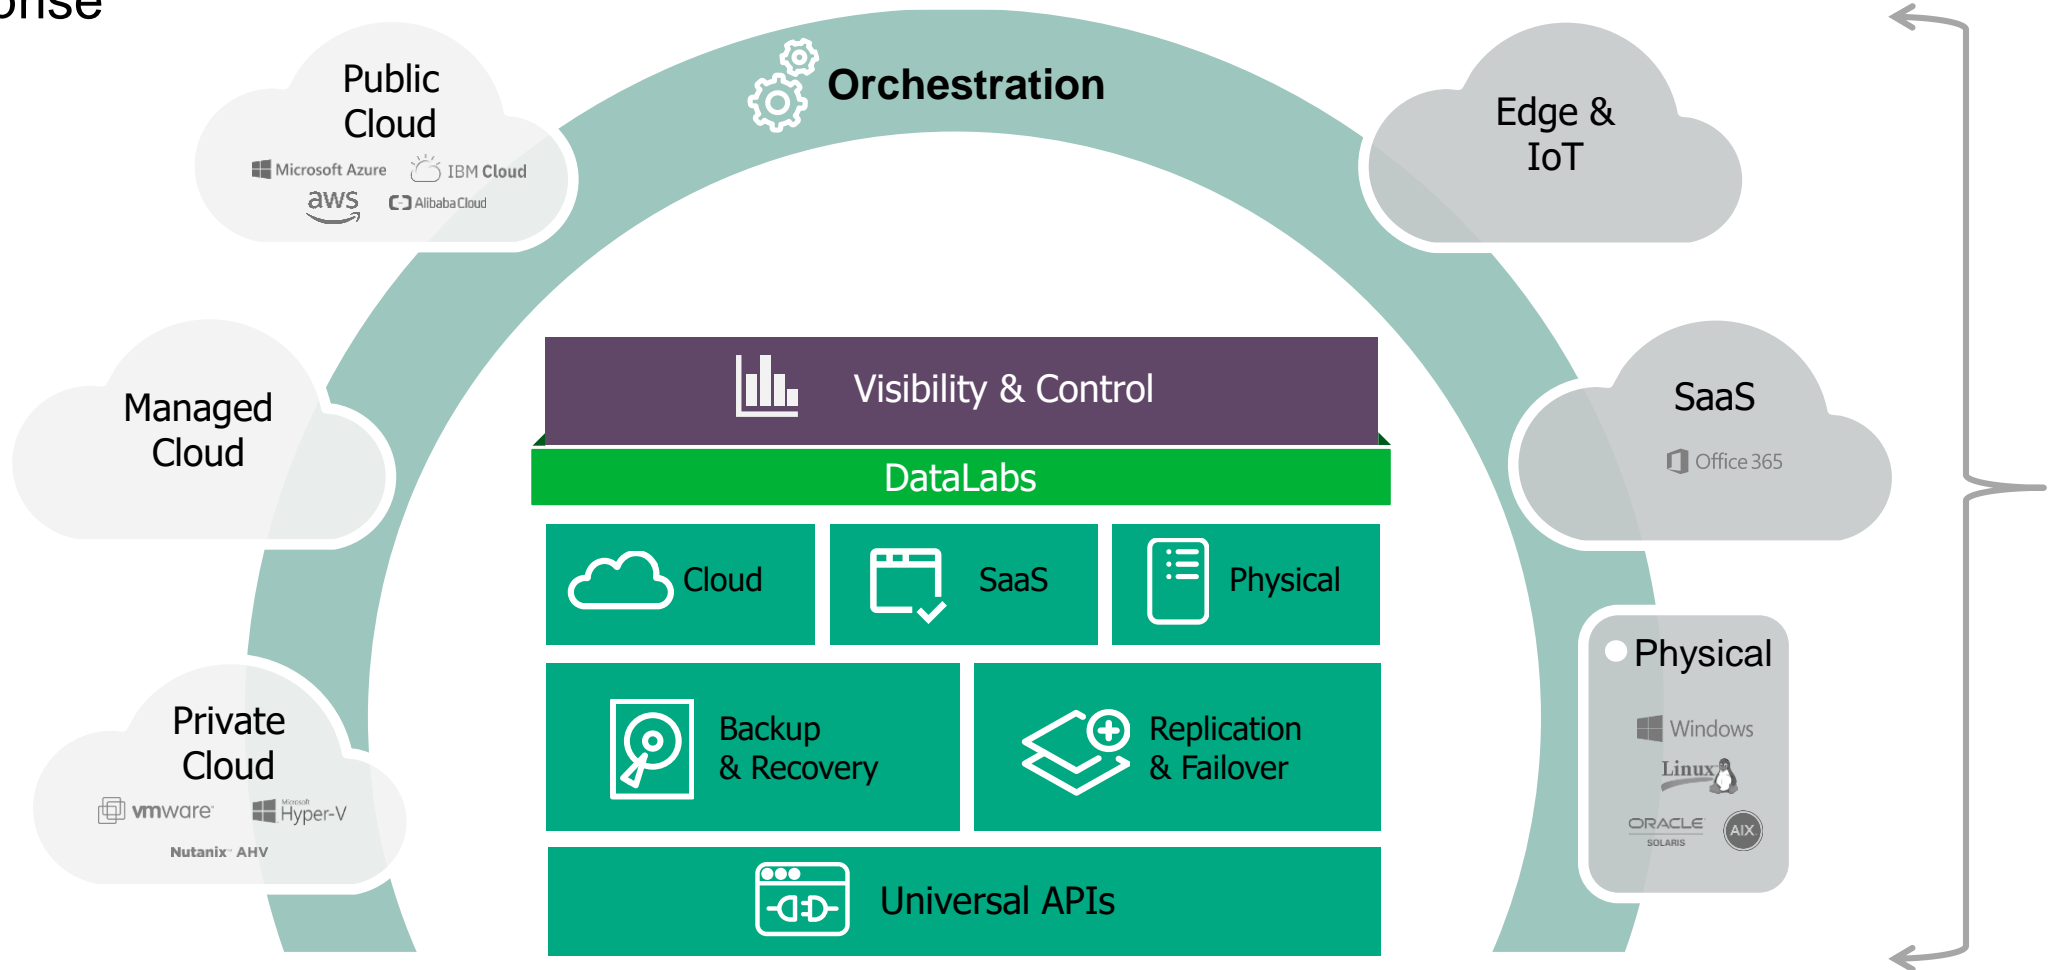 onse
Orchestration
Public
Cloud
Microsoft Azure
IBM Cloud
aws
Alibaba Cloud
Edge &
IoT
Managed
Cloud
Visibility & Control
DataLabs
SaaS
Office 365
Cloud
SaaS
Physical
Private
Cloud
vmware
Microsoft
Hyper-V
Nutanix™ AHV
Backup
& Recovery
Replication
& Failover
Physical
Windows
Linux
ORACLE
SOLARIS
AIX
Universal APIs